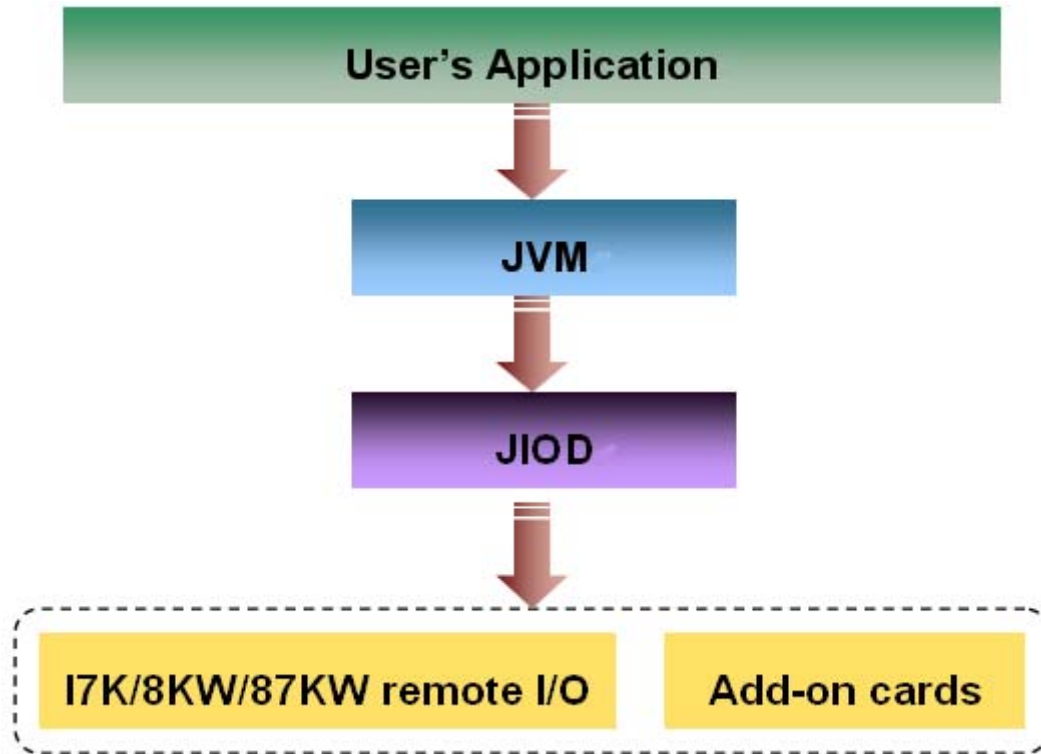 User's Application
JVM
JIOD
I7K/8KW/87KW remote I/O
Add-on cards